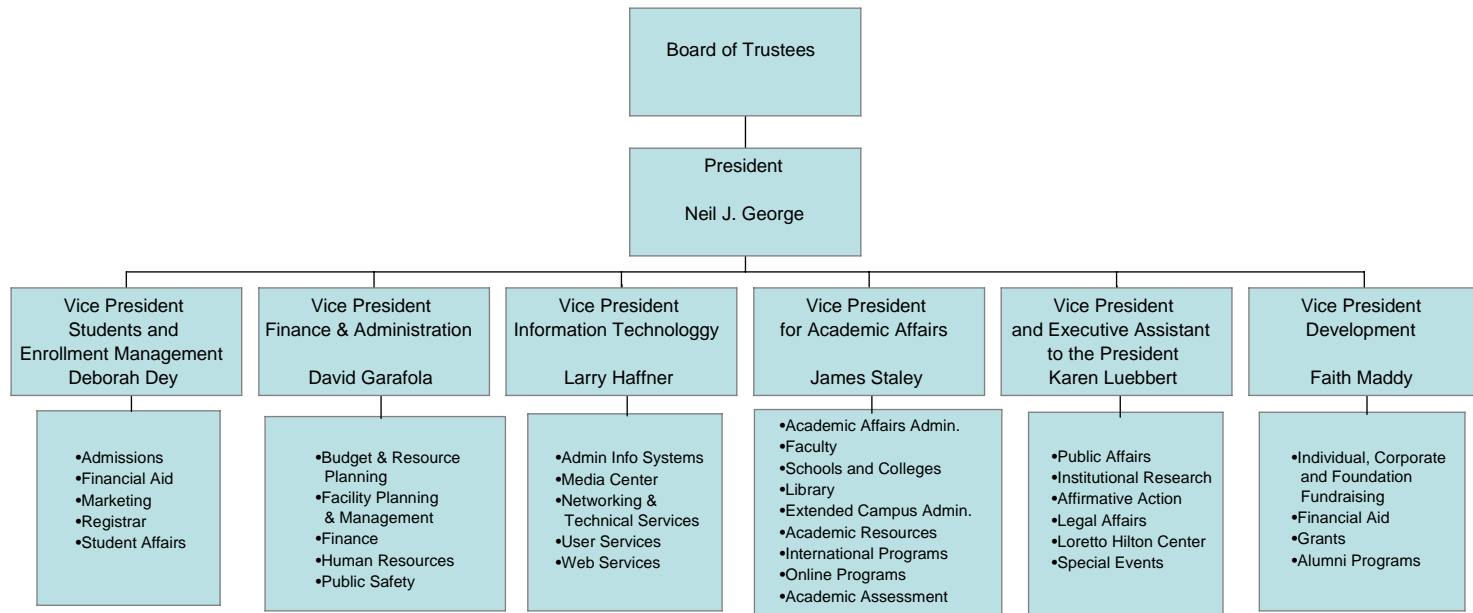 Board of Trustees
President
Neil J. George
Vice President
Students and
Enrollment Management
Deborah Dey
Vice President
Finance & Administration
David Garafola
Vice President
Information Technologgy
Larry Haffner
Vice President
for Academic Affairs
James Staley
Vice President
and Executive Assistant
to the President
Karen Luebbert
Vice President
Development
Faith Maddy
•Admissions
•Financial Aid
•Marketing
•Registrar
•Student Affairs
•Budget & Resource
Planning
•Facility Planning
& Management
•Finance
•Human Resources
•Public Safety
•Admin Info Systems
•Media Center
•Networking &
Technical Services
•User Services
•Web Services
•Academic Affairs Admin.
•Faculty
•Schools and Colleges
•Library
•Extended Campus Admin.
•Academic Resources
•International Programs
•Online Programs
•Academic Assessment
•Public Affairs
•Institutional Research
•Affirmative Action
•Legal Affairs
•Loretto Hilton Center
•Special Events
•Individual, Corporate
and Foundation
Fundraising
•Financial Aid
•Grants
•Alumni Programs